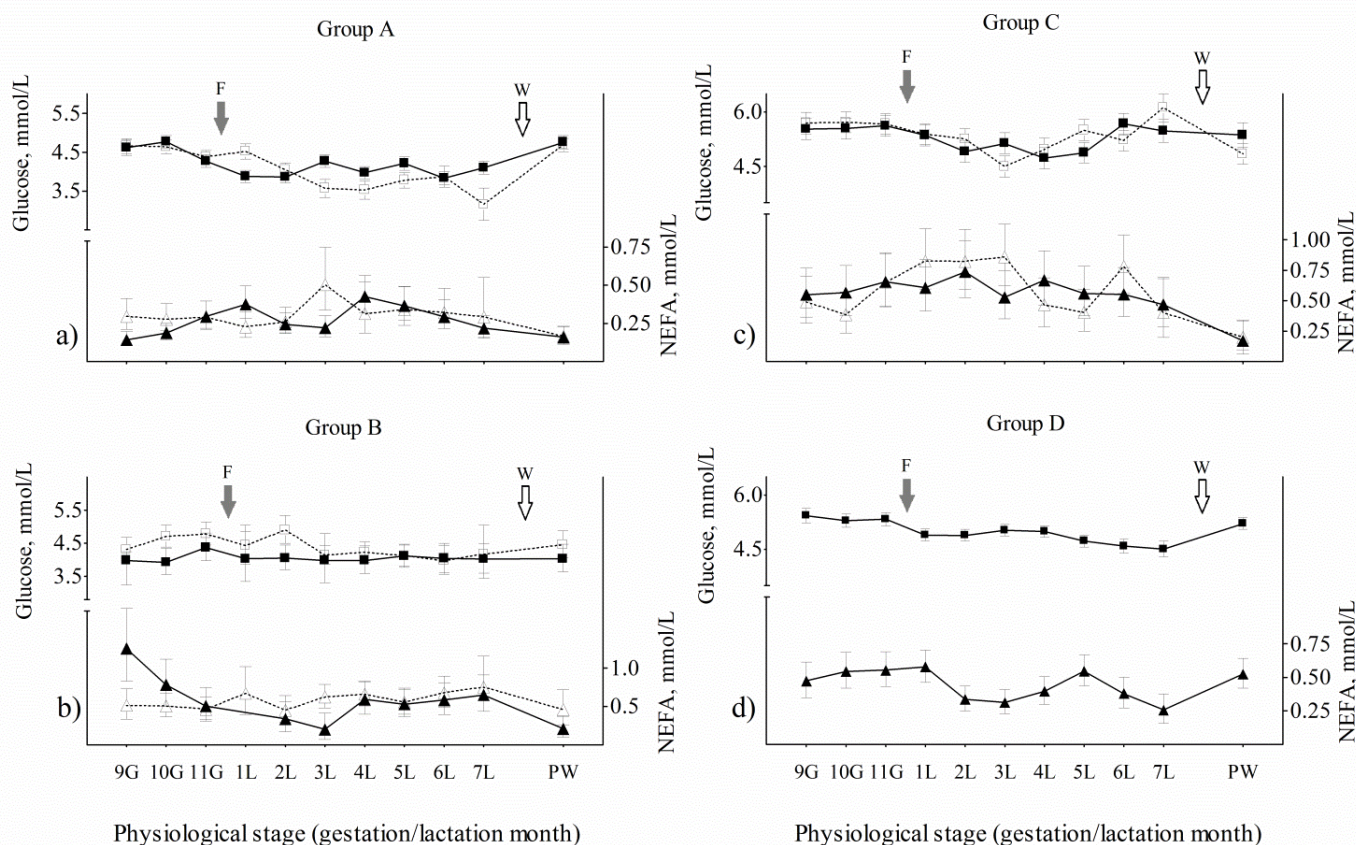 Group A
F
W
Glucose, mmol/L
5.5
4.5
3.5
NEFA, mmol/L
0.75
0.50
0.25
a)
Group C
F
W
Glucose, mmol/L
6.0
4.5
NEFA, mmol/L
1.00
0.75
0.50
0.25
c)
Group B
F
W
Glucose, mmol/L
5.5
4.5
3.5
NEFA, mmol/L
1.0
0.5
b)
9G 10G 11G 1L 2L 3L 4L 5L 6L 7L PW
Physiological stage (gestation/lactation month)
Group D
F
W
Glucose, mmol/L
6.0
4.5
NEFA, mmol/L
0.75
0.50
0.25
d)
9G 10G 11G 1L 2L 3L 4L 5L 6L 7L PW
Physiological stage (gestation/lactation month)